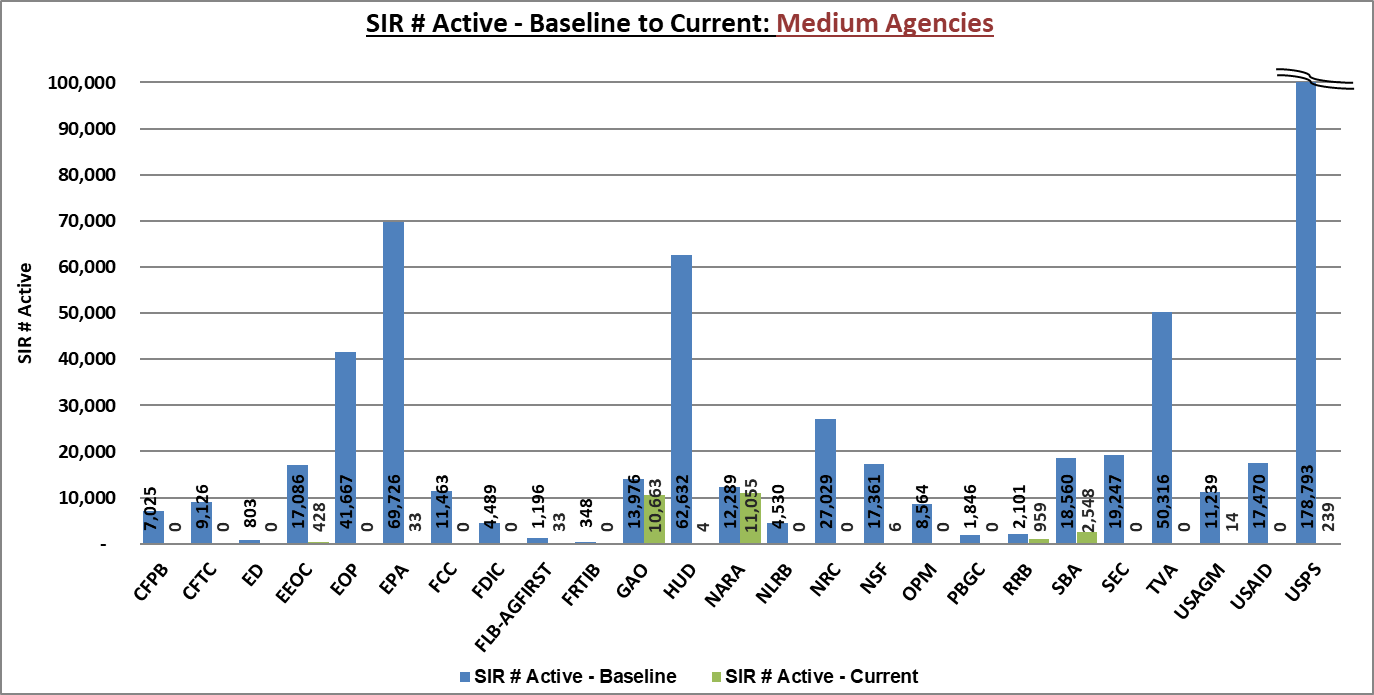 SIR # Active - Baseline to Current: Medium Agencies
SIR # Active
100,000
90,000
80,000
70,000
60,000
50,000
40,000
30,000
20,000
10,000
-
7,025 0 9,126 0 803 0 17,086 428 41,667 0 69,726 33 11,463 0 4,489 0 1,196 33 348 0 13,976 10,663 62,632 4 12,289 11,055 4,530 0 27,029 0 17,361 6 8,564 0 1,846 0 2,101 959 18,560 2,548 19,247 0 50,316 0 11,239 14 17,470 0 178,793 239
CFPB CFTC ED EEOC EOP EPA FCC FDIC FLB-AGFIRST FRTIB GAO HUD NARA NLRB NRC NSF OPM PBGC RRB SBA SEC TVA USAGM USAID USPS
SIR # Active - Baseline SIR # Active - Current